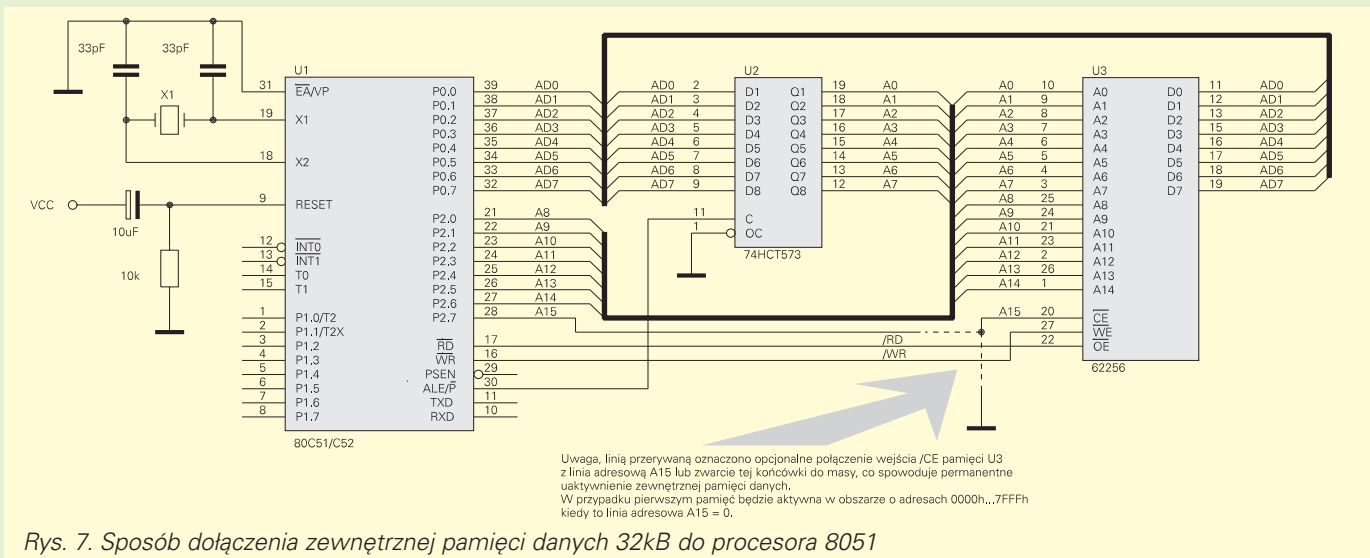 33pF 33pF
X1
U1
31 EA/VP
19 X1
18 X2
9 RESET
12 INT0
13 INT1
14 T0
15 T1
1 P1.0/T2
2 P1.1/T2X
3 P1.2
4 P1.3
5 P1.4
6 P1.5
7 P1.6
8 P1.7
VCC
10uF
10k
P0.0 39 AD0
P0.1 38 AD1
P0.2 37 AD2
P0.3 36 AD3
P0.4 35 AD4
P0.5 34 AD5
P0.6 33 AD6
P0.7 32 AD7
P2.0 21 A8
P2.1 22 A9
P2.2 23 A10
P2.3 24 A11
P2.4 25 A12
P2.5 26 A13
P2.6 27 A14
P2.7 28 A15
RD 17
WR 16
PSEN 29
ALE/P 30
TXD 11
RXD 10
80C51/C52
U2
AD0 2 D1 Q1 19 A0
AD1 3 D2 Q2 18 A1
AD2 4 D3 Q3 17 A2
AD3 5 D4 Q4 16 A3
AD4 6 D5 Q5 15 A4
AD5 7 D6 Q6 14 A5
AD6 8 D7 Q7 13 A6
AD7 9 D8 Q8 12 A7
11 C
1 OC
74HCT573
/RD
/WR
U3
A0 10 A0 D0 11 AD0
A1 9 A1 D1 12 AD1
A2 8 A2 D2 13 AD2
A3 7 A3 D3 15 AD3
A4 6 A4 D4 16 AD4
A5 5 A5 D5 17 AD5
A6 4 A6 D6 18 AD6
A7 3 A7 D7 19 AD7
A8 25 A8
A9 24 A9
A10 21 A10
A11 23 A11
A12 2 A12
A13 26 A13
A14 1 A14
A15 20 CE
27 WE
22 OE
62256
Uwaga, linią przerywaną oznaczono opcjonalne połączenie wejścia /CE pamięci U3
z linia adresową A15 lub zwarcie tej końcówki do masy, co spowoduje permanentne
uaktywnienie zewnętrznej pamięci danych.
W przypadku pierwszym pamięć będzie aktywna w obszarze o adresach 0000h...7FFFh
kiedy to linia adresowa A15 = 0.
Rys. 7. Sposób dołączenia zewnętrznej pamięci danych 32kB do procesora 8051